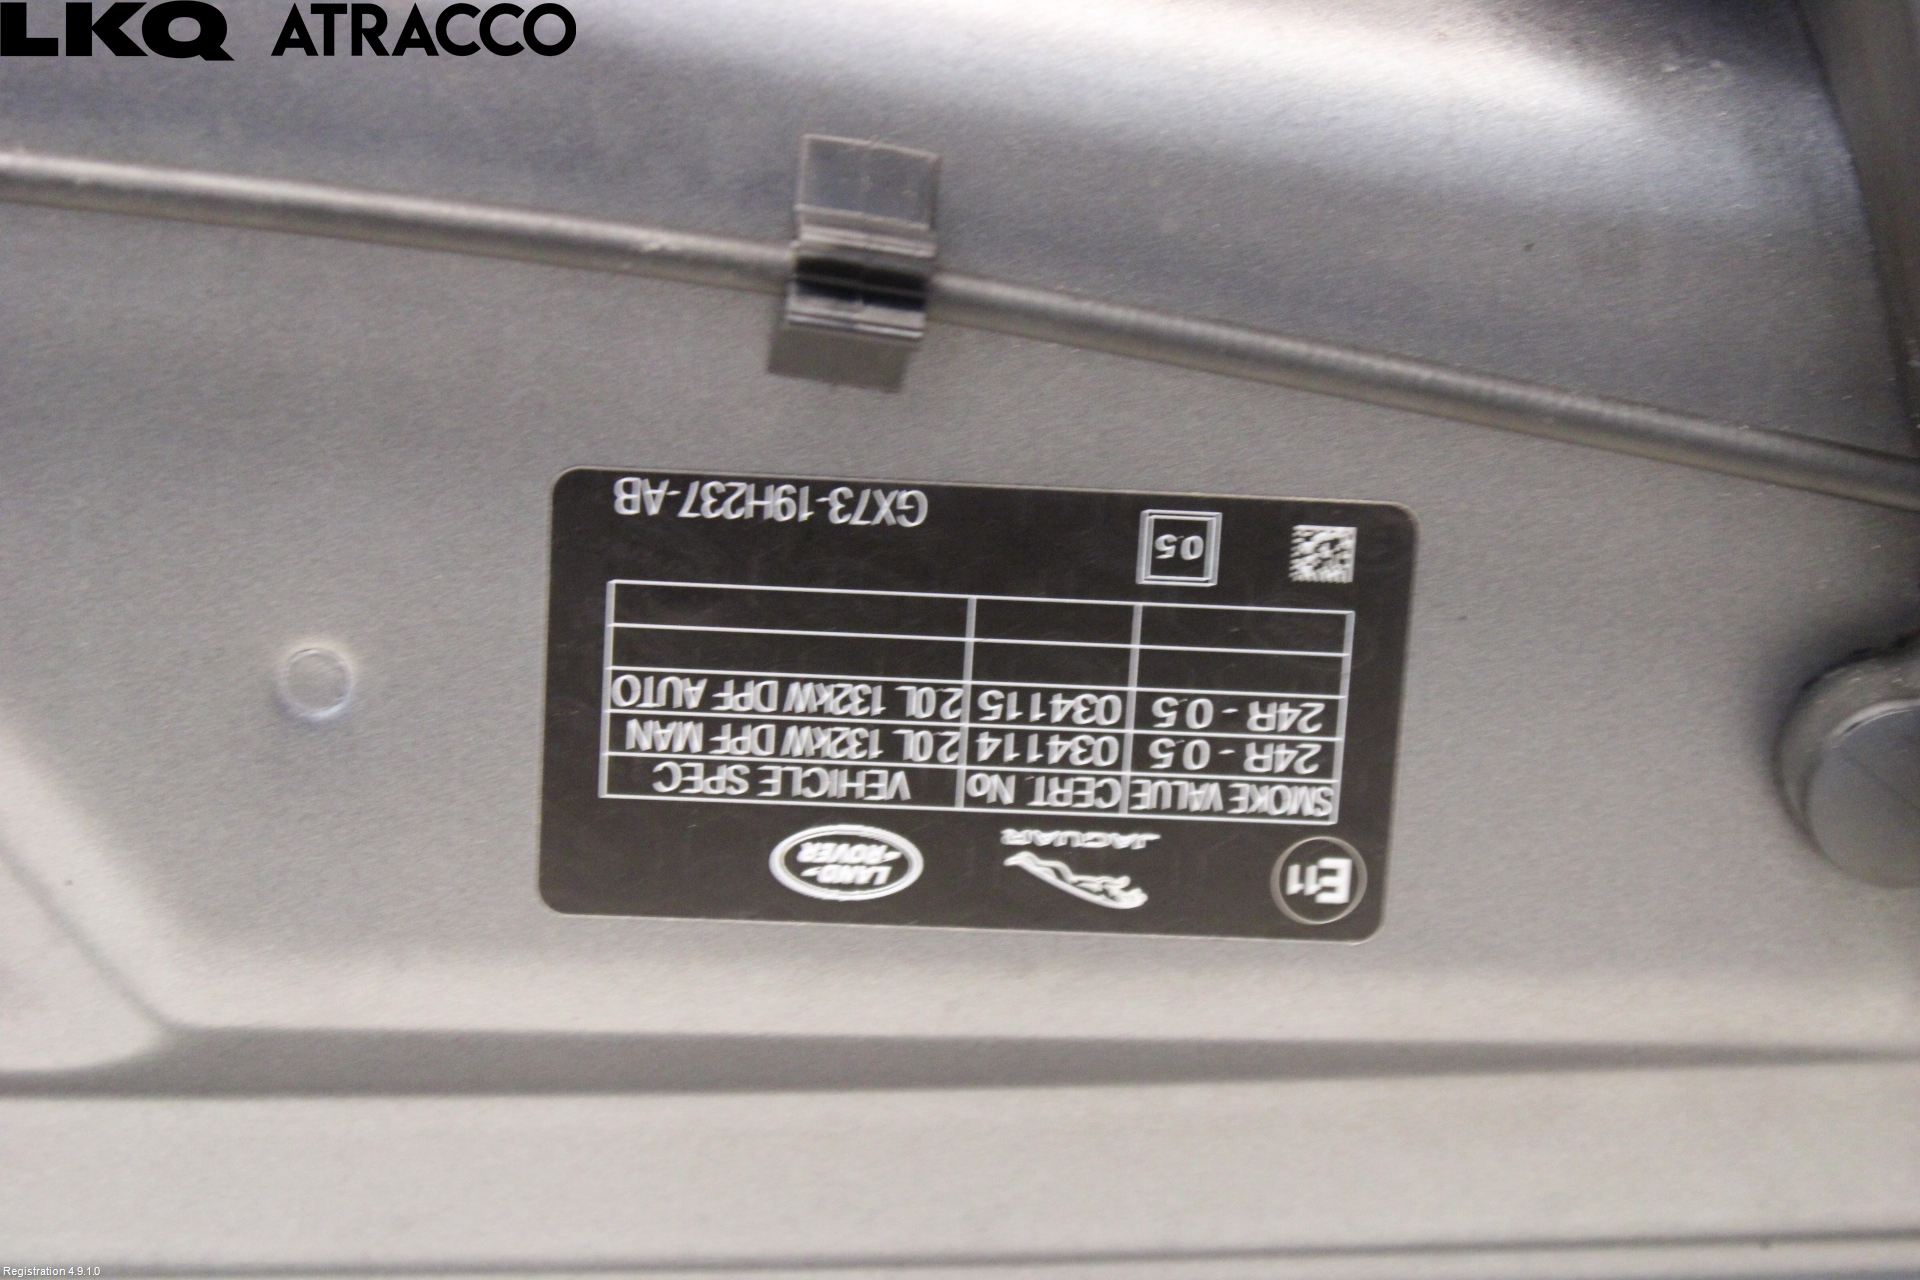 LKQ ATRACCO
E11
JAGUAR
LAND-
-ROVER
SMOKE VALUE CERT. No VEHICLE SPEC
24R - 0.5 034114 2.0L 132kW DPF MAN
24R - 0.5 034115 2.0L 132kW DPF AUTO
0.5
GX73-19H237-AB
Registration 4.9.1.0